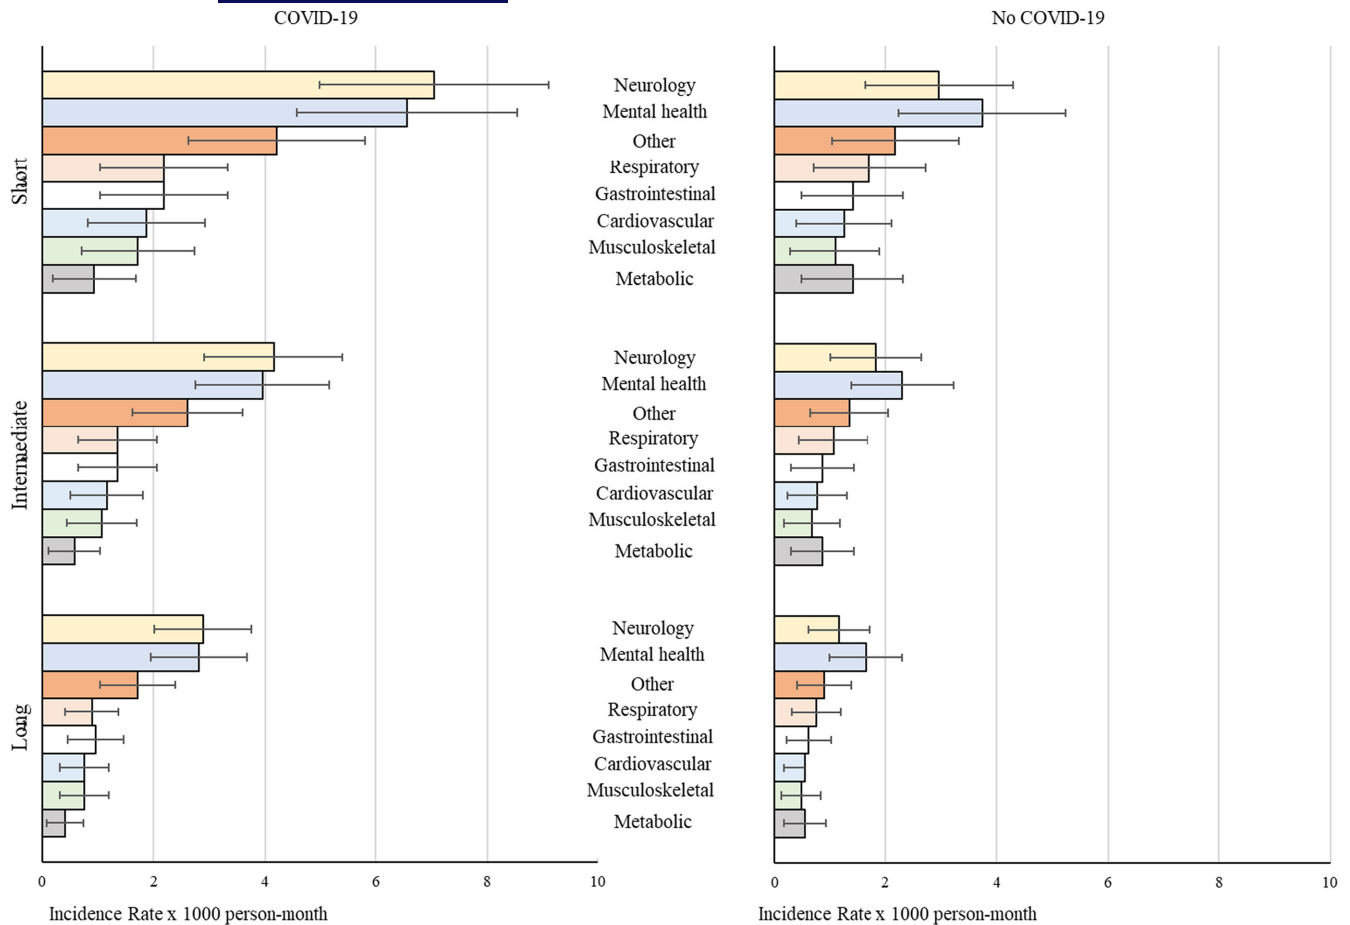 COVID-19
No COVID-19
Short
Neurology
Mental health
Other
Respiratory
Gastrointestinal
Cardiovascular
Musculoskeletal
Metabolic
Intermediate
Neurology
Mental health
Other
Respiratory
Gastrointestinal
Cardiovascular
Musculoskeletal
Metabolic
Long
Neurology
Mental health
Other
Respiratory
Gastrointestinal
Cardiovascular
Musculoskeletal
Metabolic
0 2 4 6 8 10
0 2 4 6 8 10
Incidence Rate x 1000 person-month
Incidence Rate x 1000 person-month